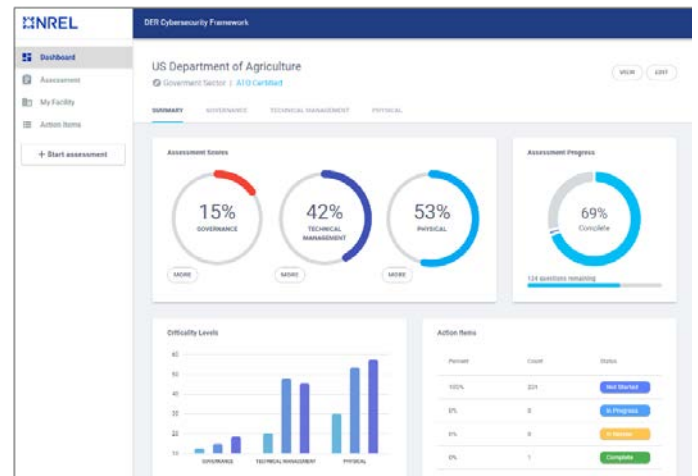 NREL
DER Cybersecurity Framework
Dashboard
Assessment
My Facility
Action Items
+ Start assessment
US Department of Agriculture
Goverment Sector | ATO Certified
VIEW EDIT
SUMMARY GOVERNANCE TECHNICAL MANAGEMENT PHYSICAL
Assessment Scores
15%
GOVERNANCE
MORE
42%
TECHNICAL
MANAGEMENT
MORE
53%
PHYSICAL
MORE
Assessment Progress
69%
Complete
124 questions remaining
Criticality Levels
60
50
40
30
20
10
GOVERNANCE TECHNICAL MANAGEMENT PHYSICAL
Action Items
Percent Count Status
100% Not Started
0% 0 In Progress
0% 0 In Review
0% 1 Complete